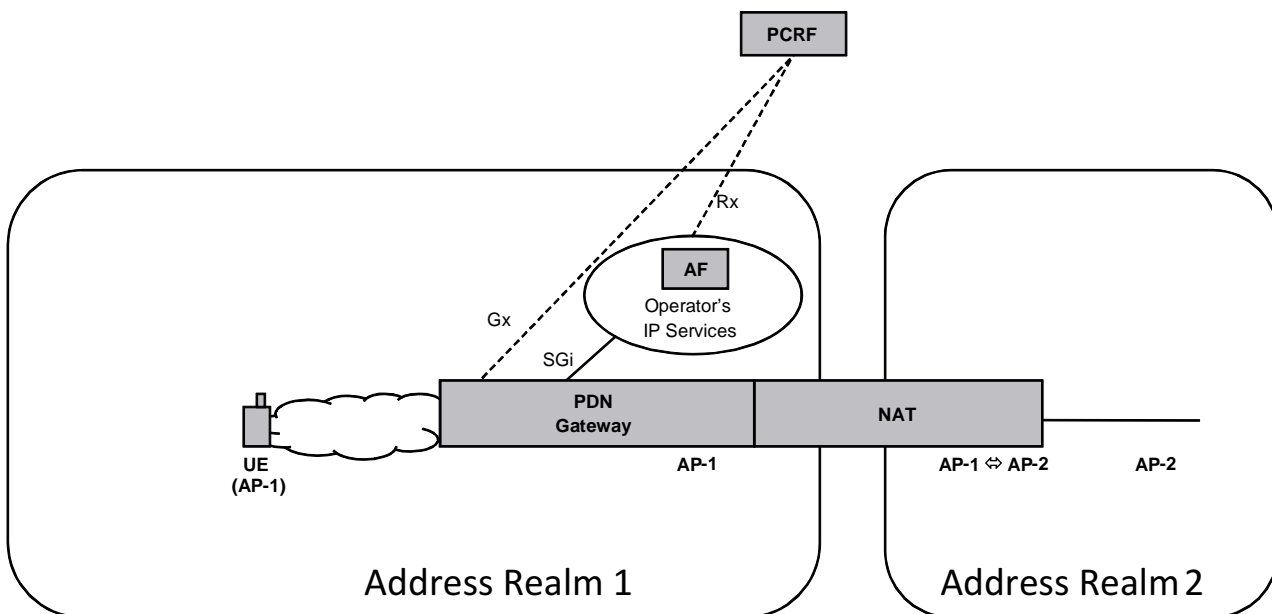 PCRF
Rx
AF
Operator's
IP Services
Gx
SGi
PDN
Gateway
NAT
UE
(AP-1)
AP-1
AP-1 ⇔ AP-2
AP-2
Address Realm 1
Address Realm 2